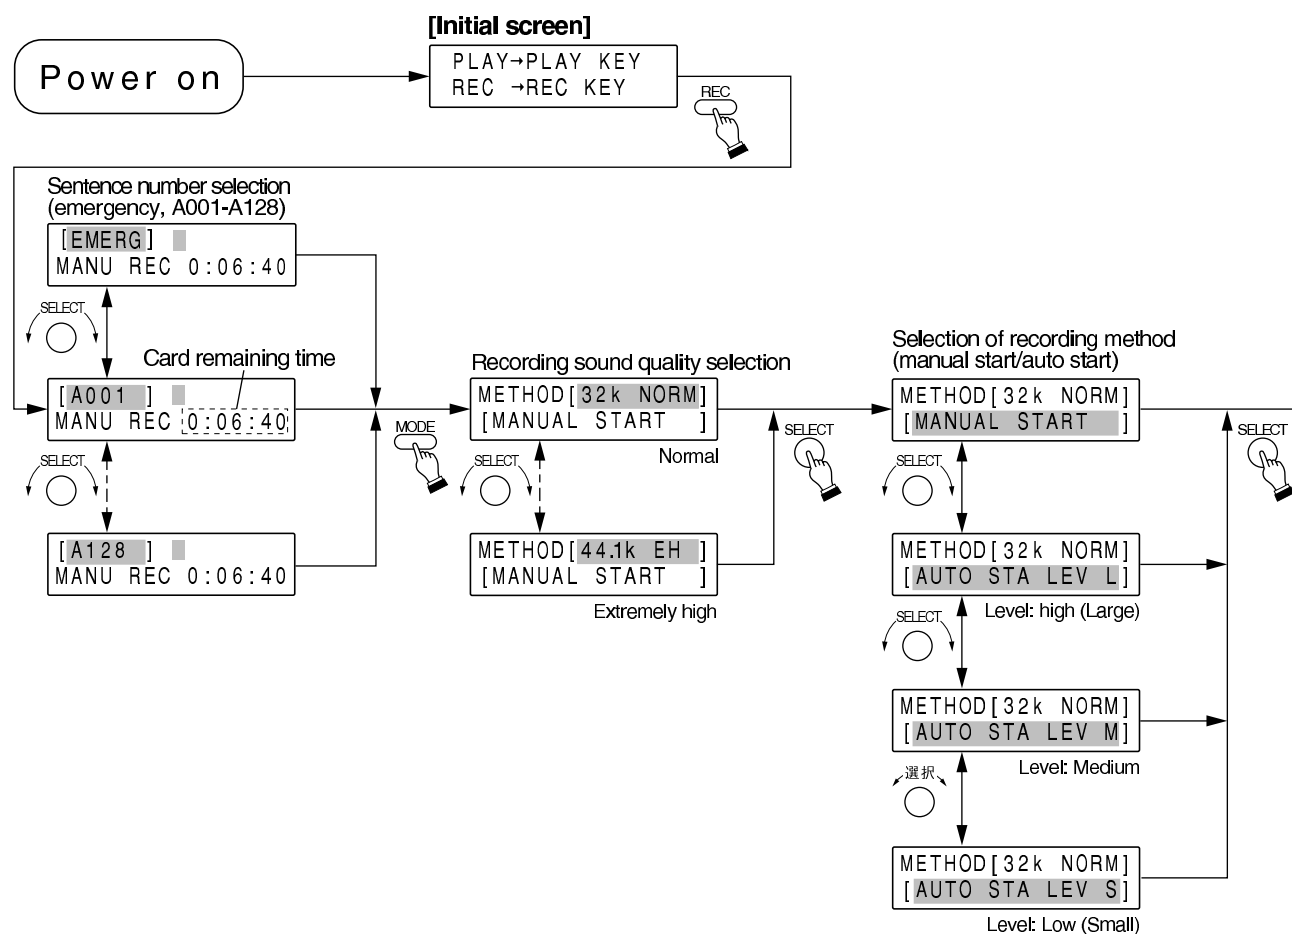 [Initial screen]
Power on
PLAY→PLAY KEY
REC →REC KEY
REC
Sentence number selection
(emergency, A001-A128)
[EMERG]
MANU REC 0:06:40
SELECT
Card remaining time
[A001 ]
MANU REC 0:06:40
SELECT
[A128 ]
MANU REC 0:06:40
MODE
Recording sound quality selection
METHOD[32k NORM]
[MANUAL START ]
Normal
SELECT
METHOD[44.1k EH ]
[MANUAL START ]
Extremely high
SELECT
Selection of recording method
(manual start/auto start)
METHOD[32k NORM]
[MANUAL START ]
SELECT
METHOD[32k NORM]
[AUTO STA LEV L]
Level: high (Large)
SELECT
METHOD[32k NORM]
[AUTO STA LEV M]
Level: Medium
選択
METHOD[32k NORM]
[AUTO STA LEV S]
Level: Low (Small)
SELECT